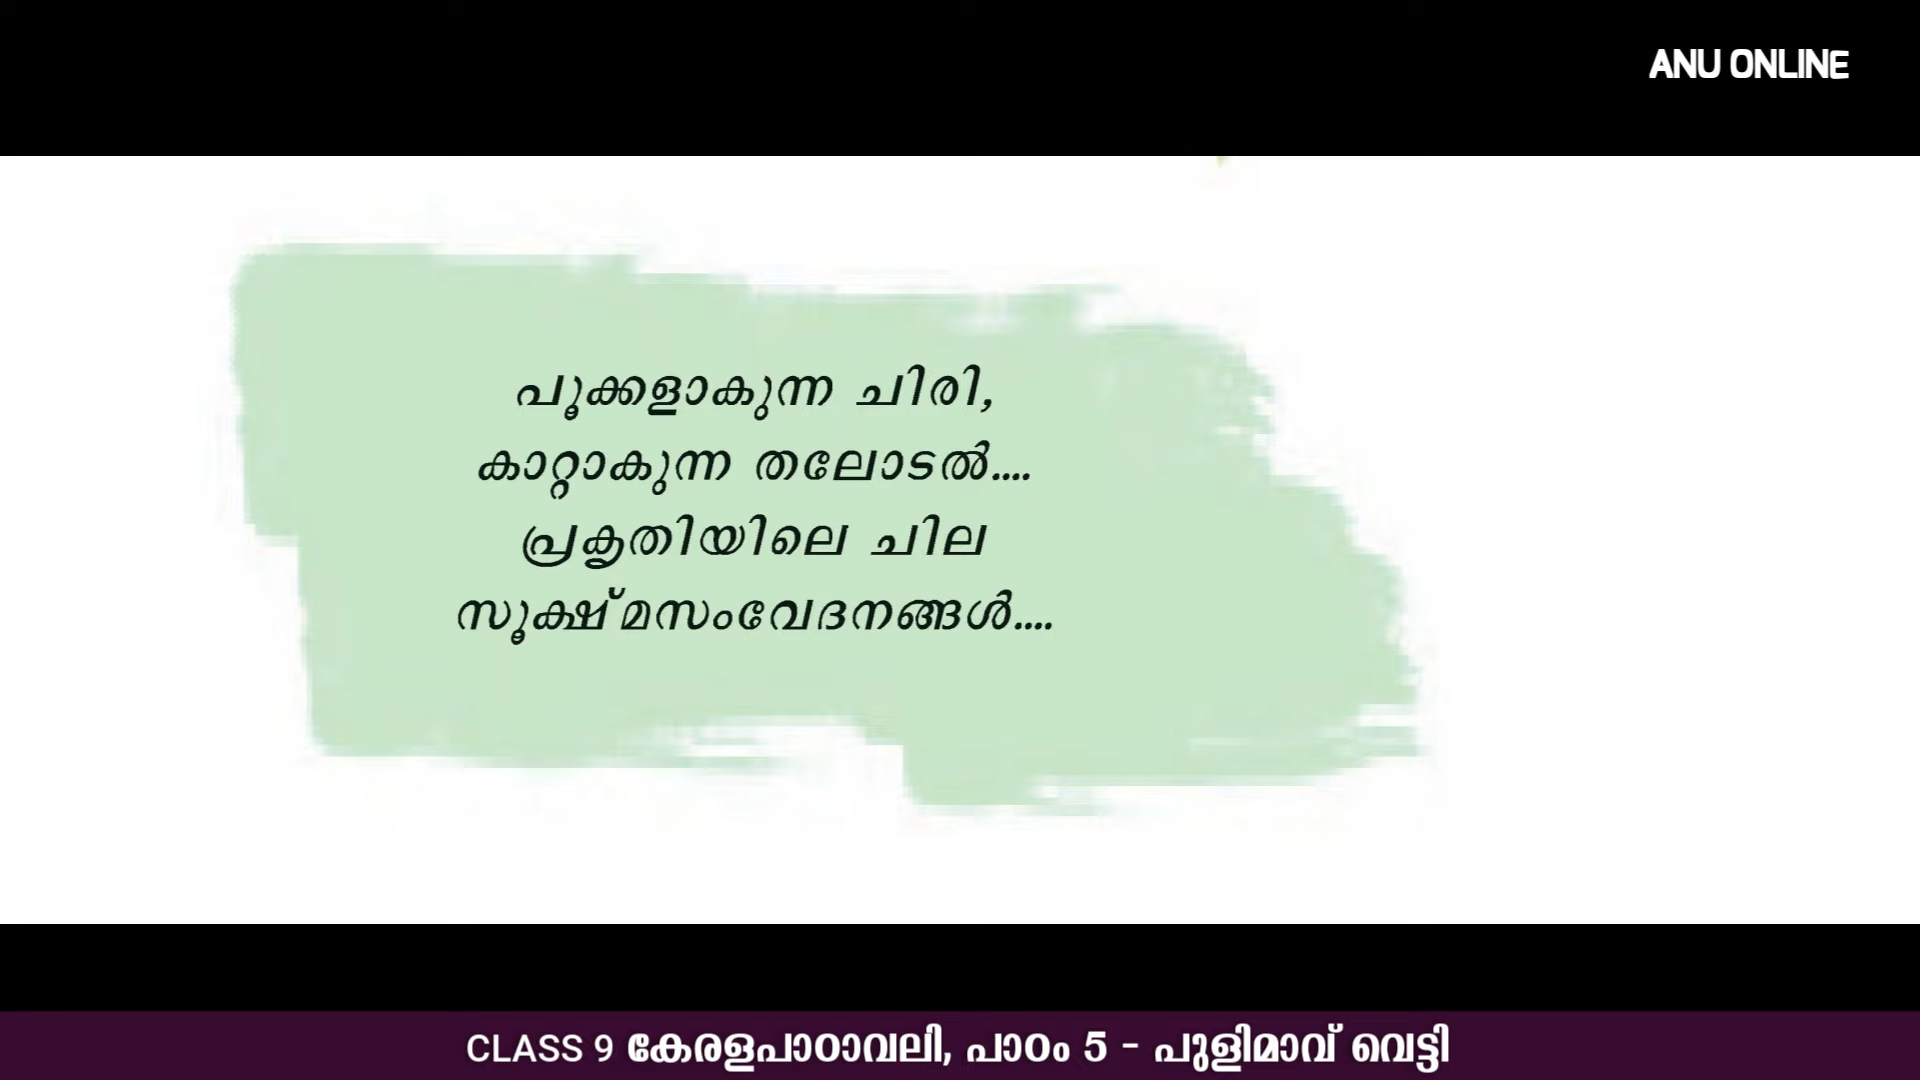 ANU ONLINE
പൂക്കളാകുന്ന ചിരി,
കാറ്റാകുന്ന തലോടൽ....
പ്രകൃതിയിലെ ചില
സൂക്ഷ്മസംവേദനങ്ങൾ....
CLASS 9 കേരളപാഠാവലി, പാഠം 5 - പുളിമാവ് വെട്ടി